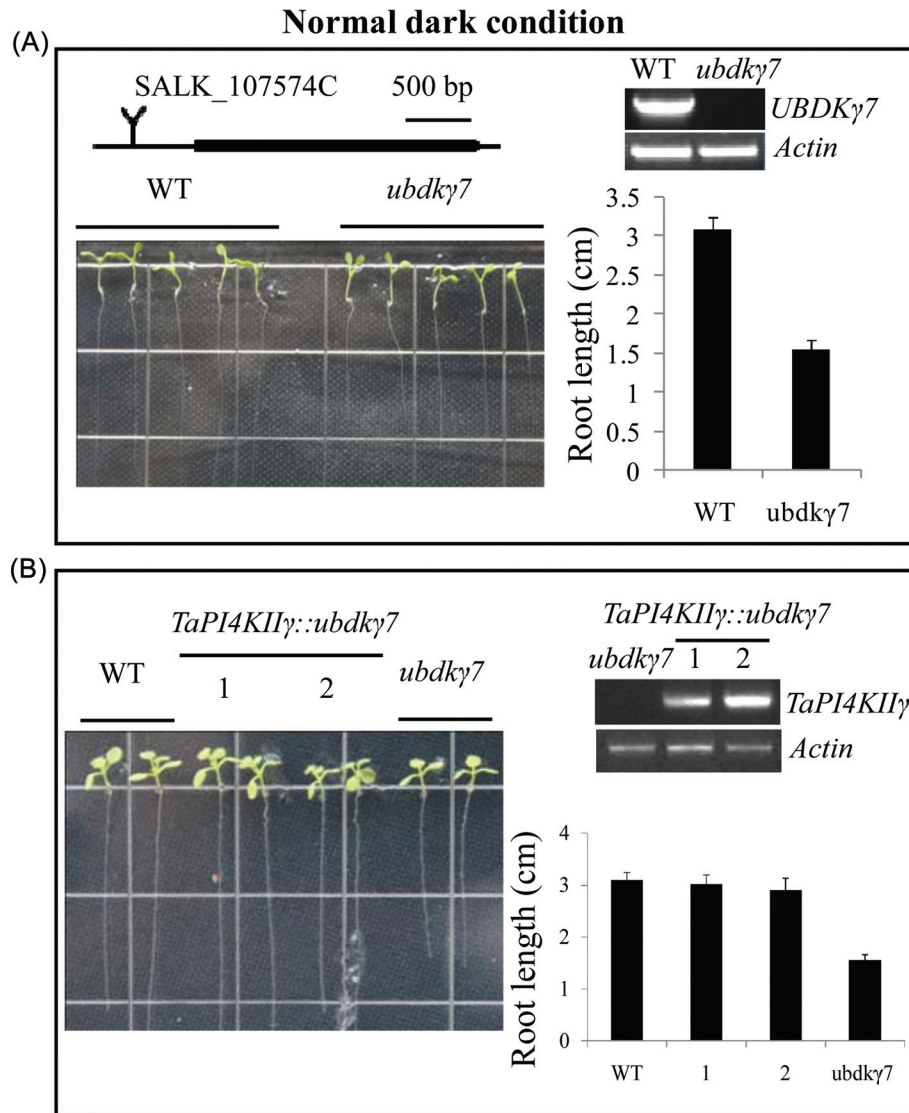 Normal dark condition
(A)
SALK_107574C 500 bp
WT ubdkγ7
WT ubdkγ7
UBDKγ7
Actin
Root length (cm)
3.5
3
2.5
2
1.5
1
0.5
0
WT ubdkγ7
(B)
TaPI4KIIγ::ubdkγ7
WT 1 2 ubdkγ7
TaPI4KIIγ::ubdkγ7
ubdkγ7 1 2
TaPI4KIIγ
Actin
Root length (cm)
4
3
2
1
0
WT 1 2 ubdkγ7